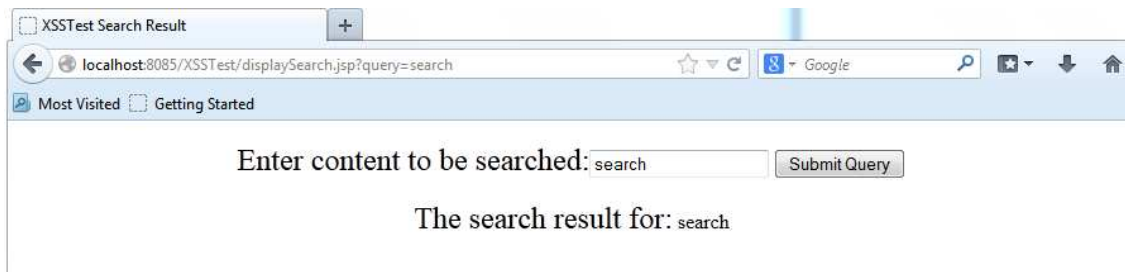 XSSTest Search Result
localhost:8085/XSSTest/displaySearch.jsp?query=search
8 - Google
Most Visited Getting Started
Enter content to be searched: search Submit Query
The search result for: search